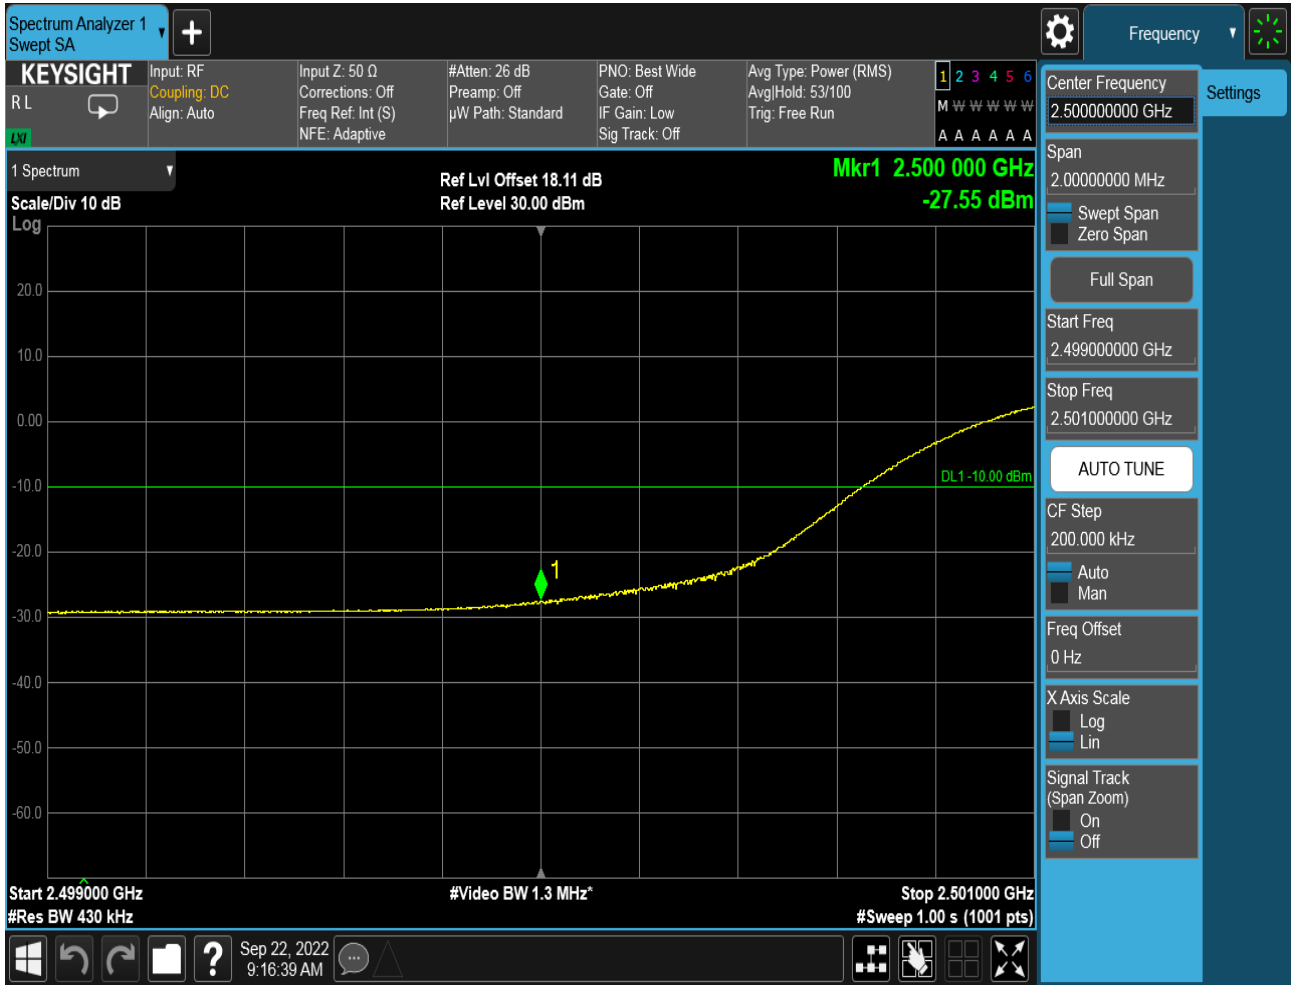 Spectrum Analyzer 1
Swept SA
Frequency
KEYSIGHT
R L
LXI
Input: RF
Coupling: DC
Align: Auto
Input Z: 50 Ω
Corrections: Off
Freq Ref: Int (S)
NFE: Adaptive
#Atten: 26 dB
Preamp: Off
µW Path: Standard
PNO: Best Wide
Gate: Off
IF Gain: Low
Sig Track: Off
Avg Type: Power (RMS)
Avg|Hold: 53/100
Trig: Free Run
1 2 3 4 5 6
M W W W W W
A A A A A A
1 Spectrum
Scale/Div 10 dB
Log
Ref Lvl Offset 18.11 dB
Ref Level 30.00 dBm
Mkr1 2.500 000 GHz
-27.55 dBm
20.0
10.0
0.00
-10.0
-20.0
-30.0
-40.0
-50.0
-60.0
DL1 -10.00 dBm
1
Start 2.499000 GHz
#Res BW 430 kHz
#Video BW 1.3 MHz*
Stop 2.501000 GHz
#Sweep 1.00 s (1001 pts)
Center Frequency
2.500000000 GHz
Settings
Span
2.00000000 MHz
Swept Span
Zero Span
Full Span
Start Freq
2.499000000 GHz
Stop Freq
2.501000000 GHz
AUTO TUNE
CF Step
200.000 kHz
Auto
Man
Freq Offset
0 Hz
X Axis Scale
Log
Lin
Signal Track
(Span Zoom)
On
Off
?
Sep 22, 2022
9:16:39 AM